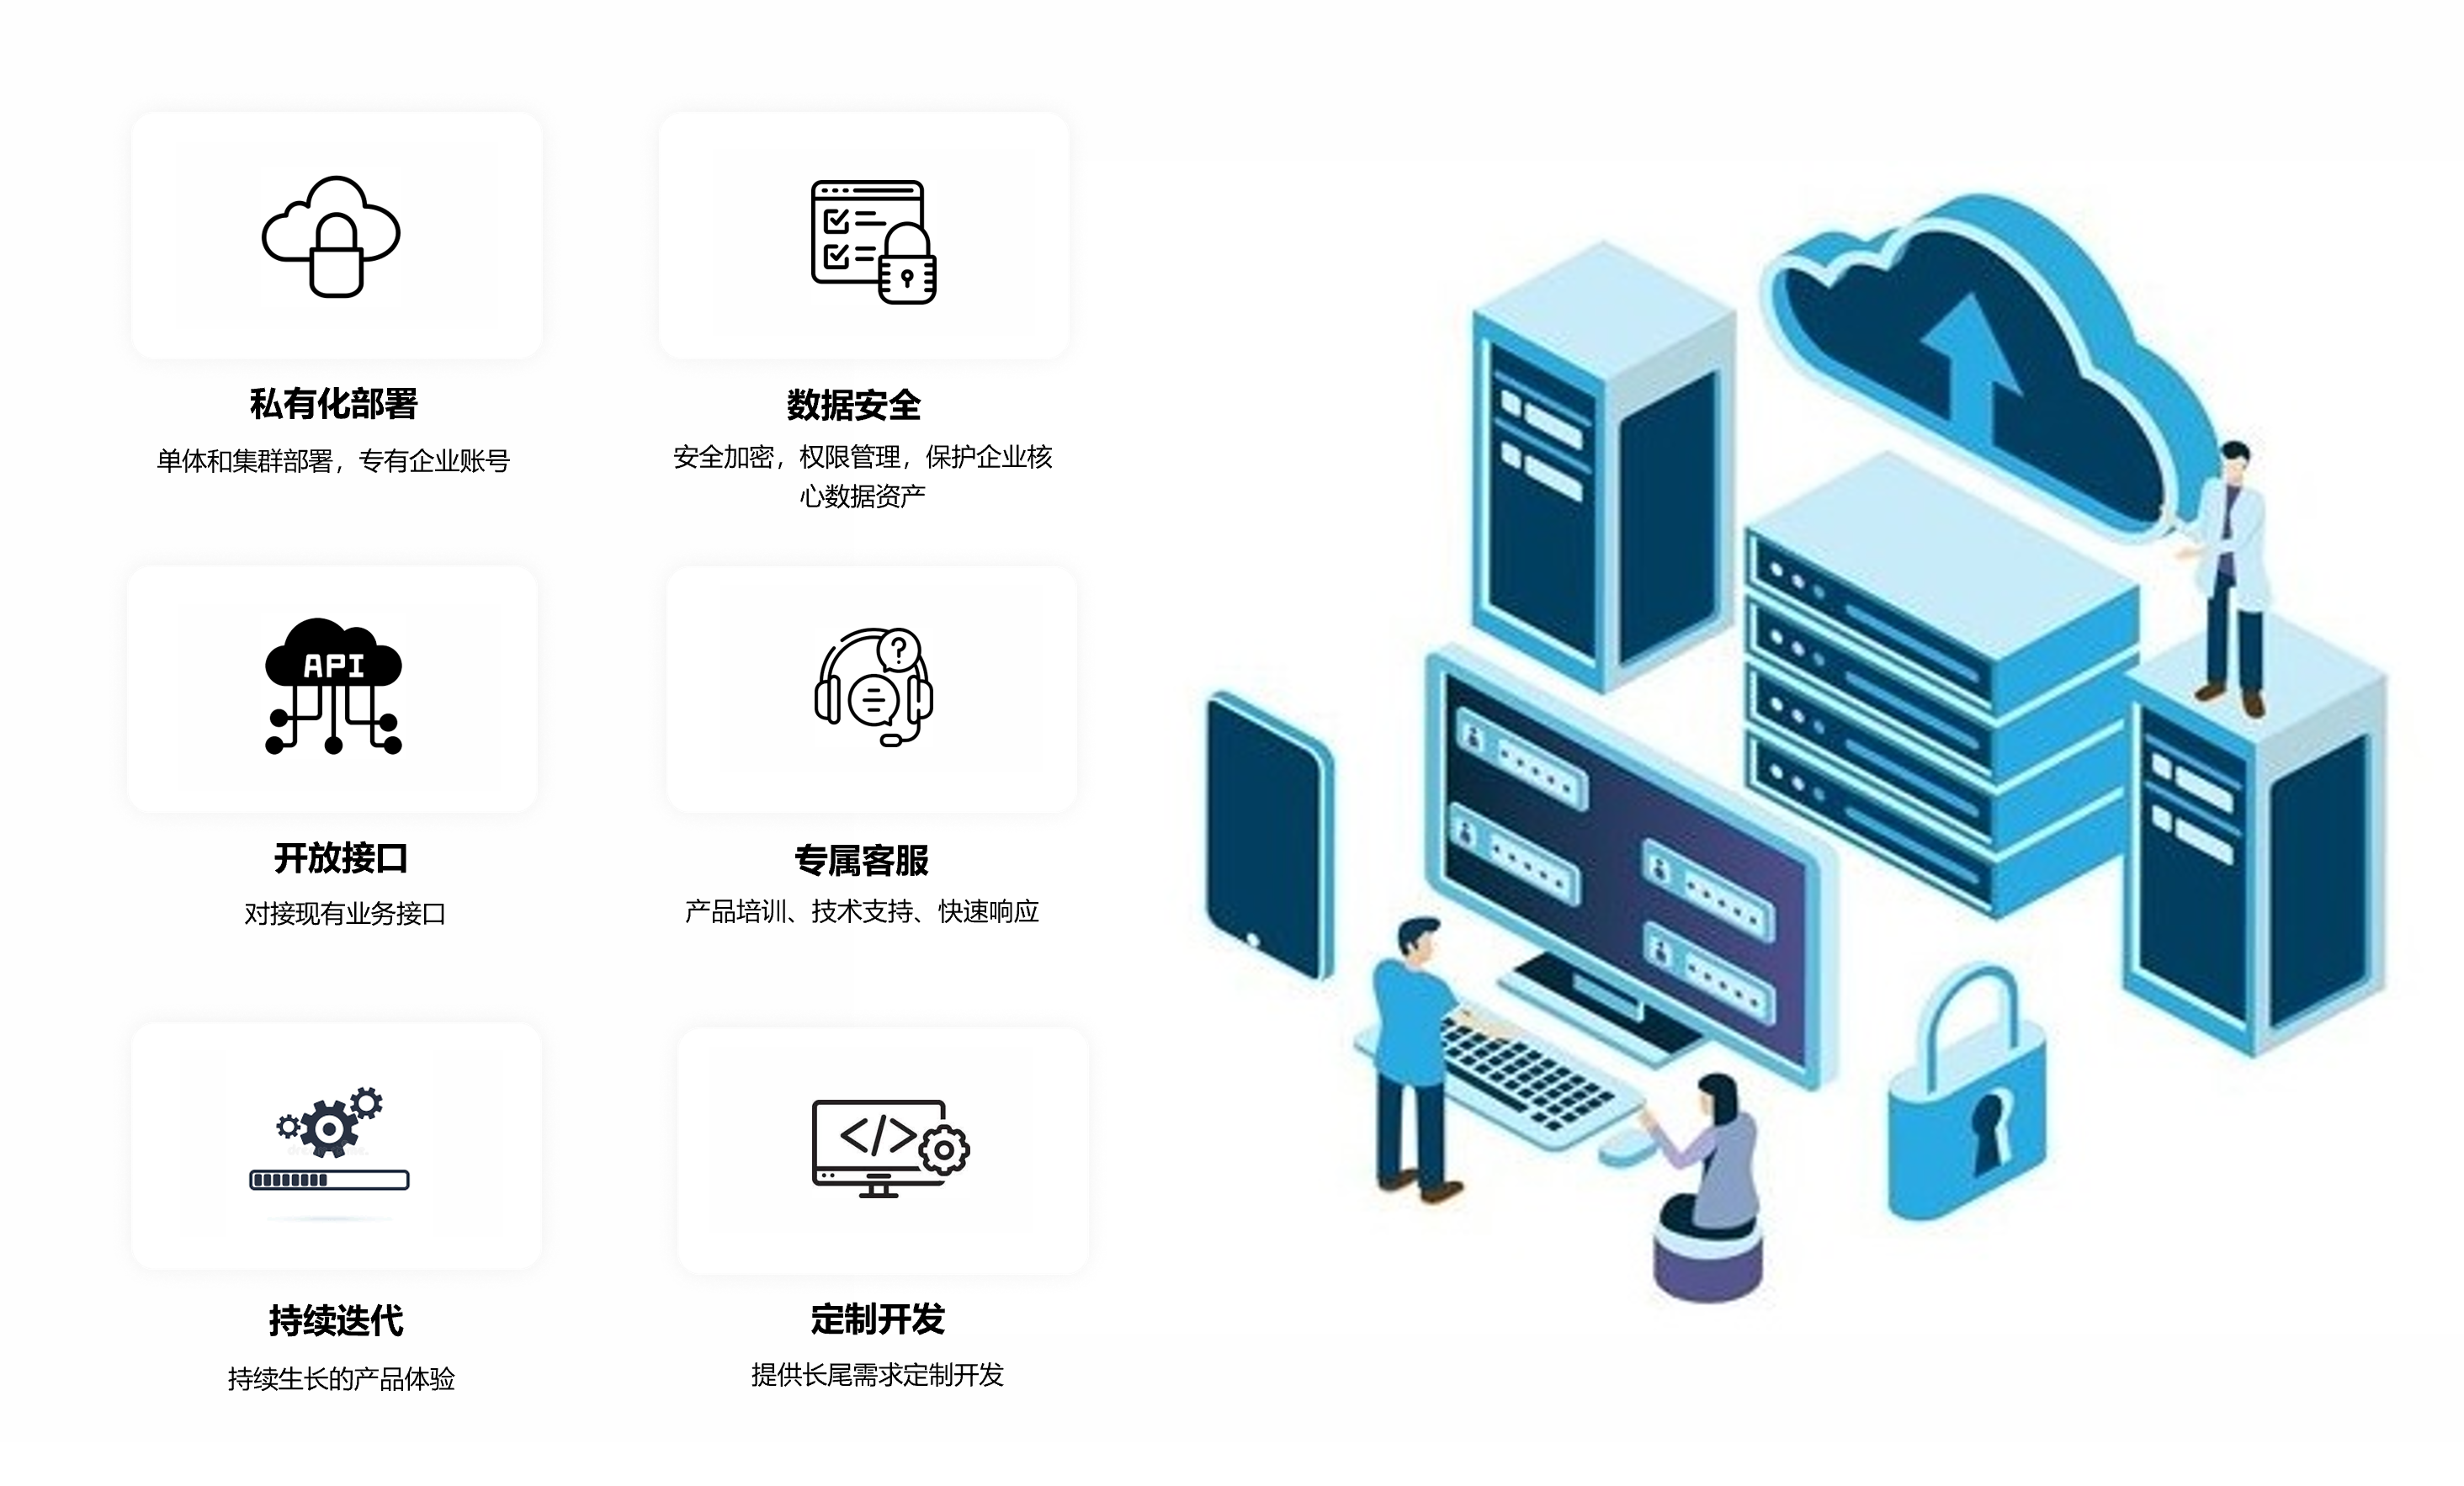 私有化部署
单体和集群部署，专有企业账号
数据安全
安全加密，权限管理，保护企业核
心数据资产
API
开放接口
对接现有业务接口
?
专属客服
产品培训、技术支持、快速响应
持续迭代
持续生长的产品体验
</>
定制开发
提供长尾需求定制开发